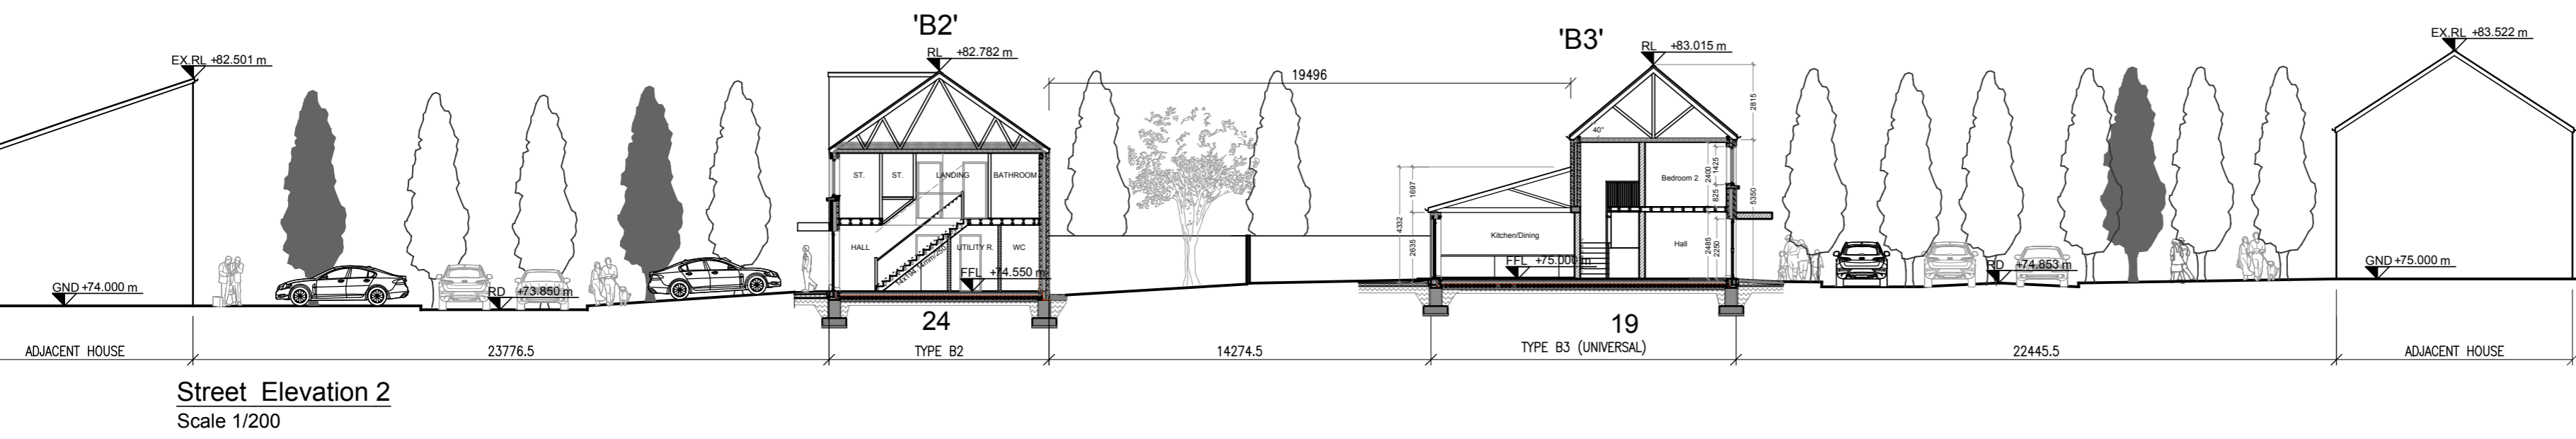 'B2'
'B3'
EX.RL +82.501 m
RL +82.782 m
RL +83.015 m
EX.RL +83.522 m
19496
2815
40°
ST.
ST.
LANDING
BATHROOM
Bedroom 2
2400
1425
825
5350
1697
4332
2635
HALL
UTILITY R.
WC
Kitchen/Dining
Hall
2485
2250
GND +74.000 m
RD +73.850 m
FFL +74.550 m
FFL +75.000 m
RD +74.853 m
GND +75.000 m
24
19
ADJACENT HOUSE
23776.5
TYPE B2
14274.5
TYPE B3 (UNIVERSAL)
22445.5
ADJACENT HOUSE
Street Elevation 2
Scale 1/200